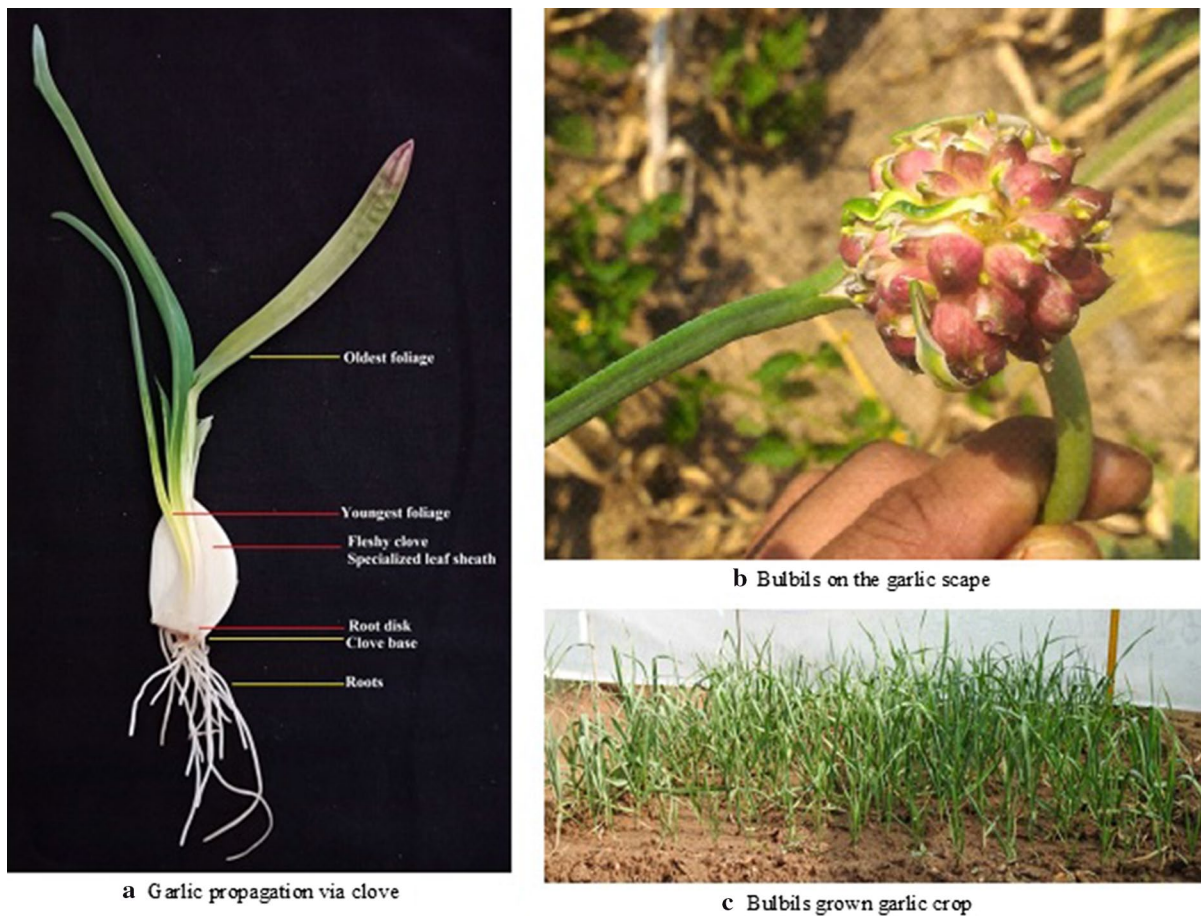 Oldest foliage
Youngest foliage
Fleshy clove
Specialized leaf sheath
Root disk
Clove base
Roots
a Garlic propagation via clove
b Bulbils on the garlic scape
c Bulbils grown garlic crop